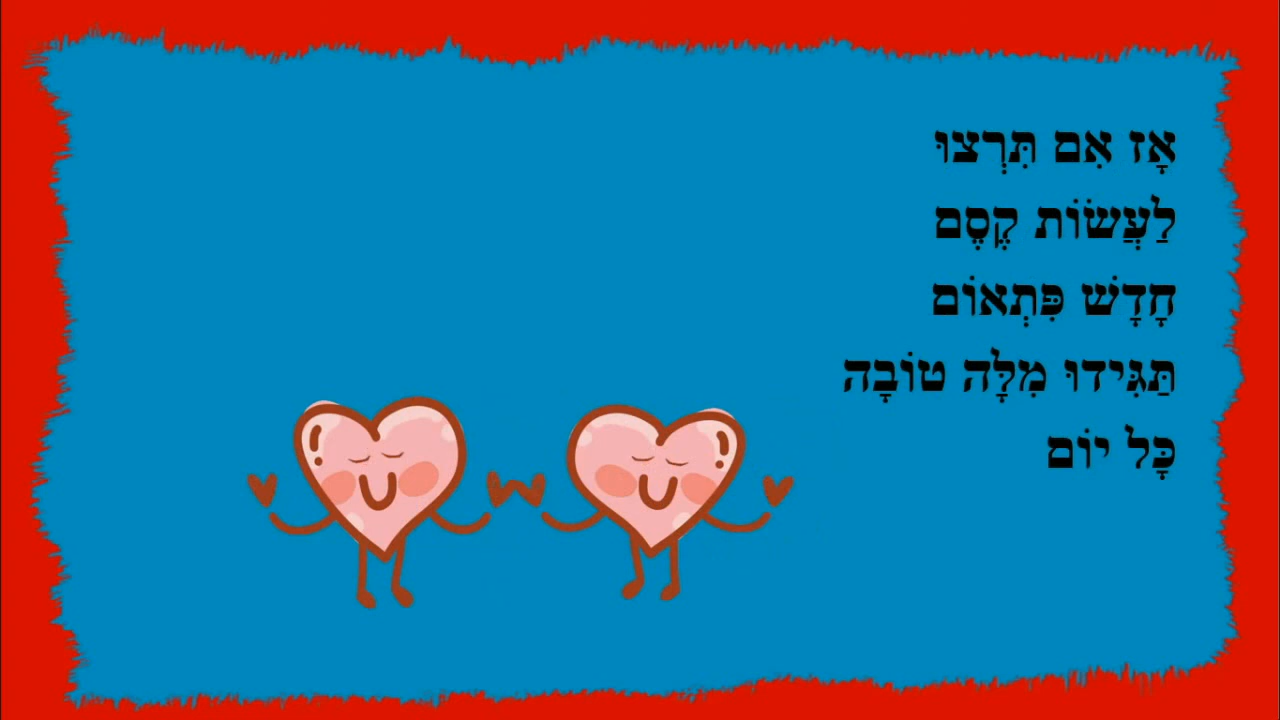 אָז אִם תִּרְצוּ
לַעֲשׂוֹת קֶסֶם
חָדָשׁ פִּתְאוֹם
תַּגִּידוּ מִלָּה טוֹבָה
כָּל יוֹם